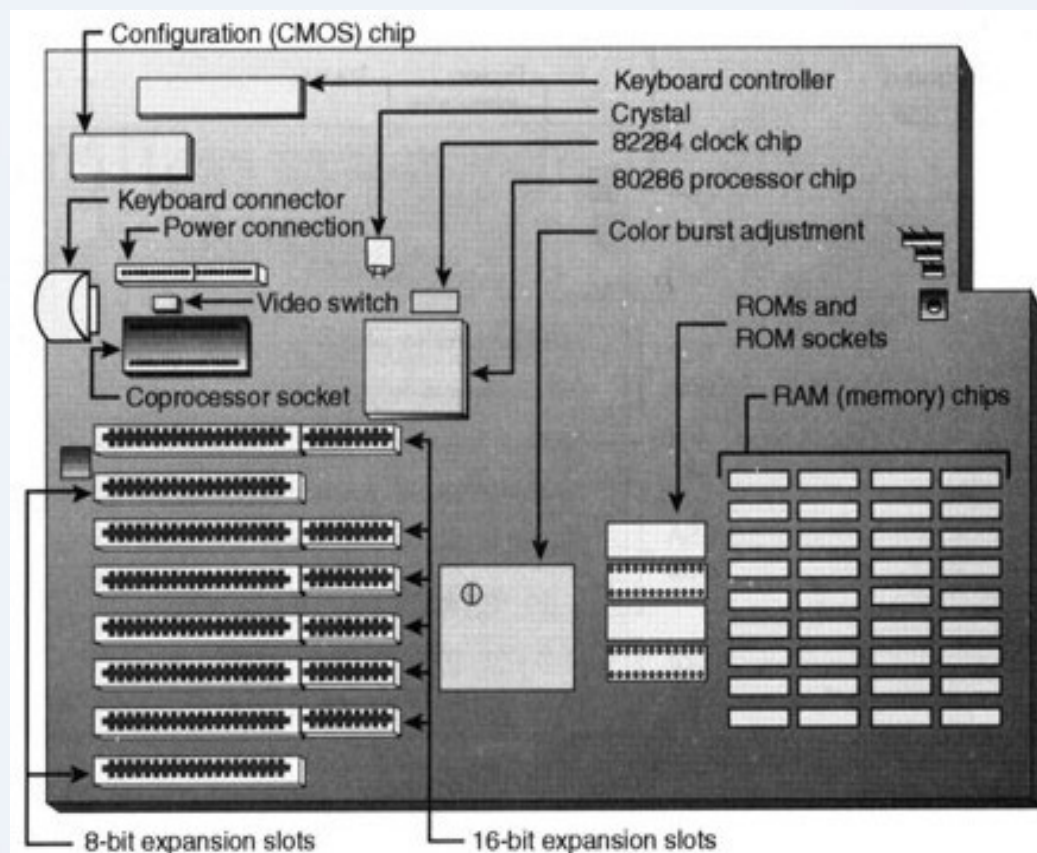 Configuration (CMOS) chip
Keyboard controller
Crystal
82284 clock chip
80286 processor chip
Keyboard connector
Power connection
Color burst adjustment
Video switch
ROMs and
ROM sockets
Coprocessor socket
RAM (memory) chips
8-bit expansion slots
16-bit expansion slots